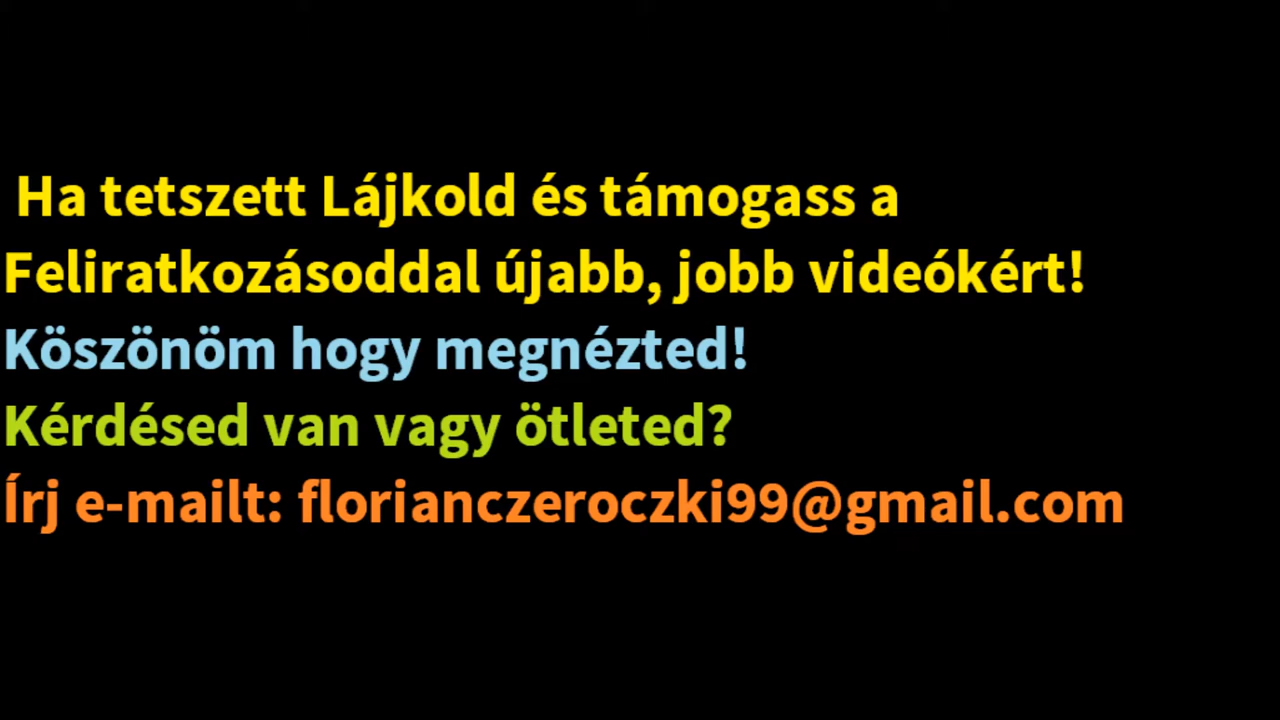 Ha tetszett Lájkold és támogass a
Feliratkozásoddal újabb, jobb videókért!
Köszönöm hogy megnézted!
Kérdésed van vagy ötleted?
Írj e-mailt: florianczeroczki99@gmail.com